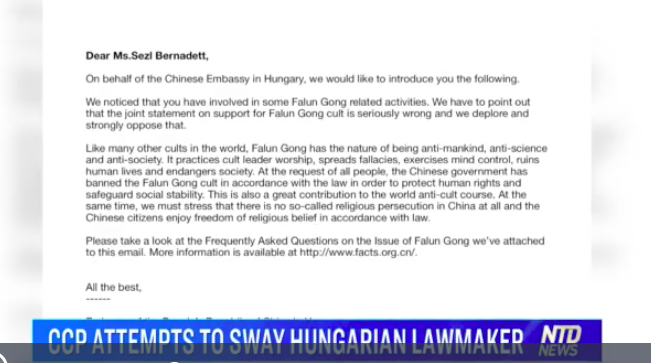 Dear Ms.Sezl Bernadett,
On behalf of the Chinese Embassy in Hungary, we would like to introduce you the following.
We noticed that you have involved in some Falun Gong related activities. We have to point out
that the joint statement on support for Falun Gong cult is seriously wrong and we deplore and
strongly oppose that.
Like many other cults in the world, Falun Gong has the nature of being anti-mankind, anti-science
and anti-society. It practices cult leader worship, spreads fallacies, exercises mind control, ruins
human lives and endangers society. At the request of all people, the Chinese government has
banned the Falun Gong cult in accordance with the law in order to protect human rights and
safeguard social stability. This is also a great contribution to the world anti-cult course. At the
same time, we must stress that there is no so-called religious persecution in China at all and the
Chinese citizens enjoy freedom of religious belief in accordance with law.
Please take a look at the Frequently Asked Questions on the Issue of Falun Gong we've attached
to this email. More information is available at http://www.facts.org.cn/.
All the best,
------
CCP ATTEMPTS TO SWAY HUNGARIAN LAWMAKER
NTD
NEWS